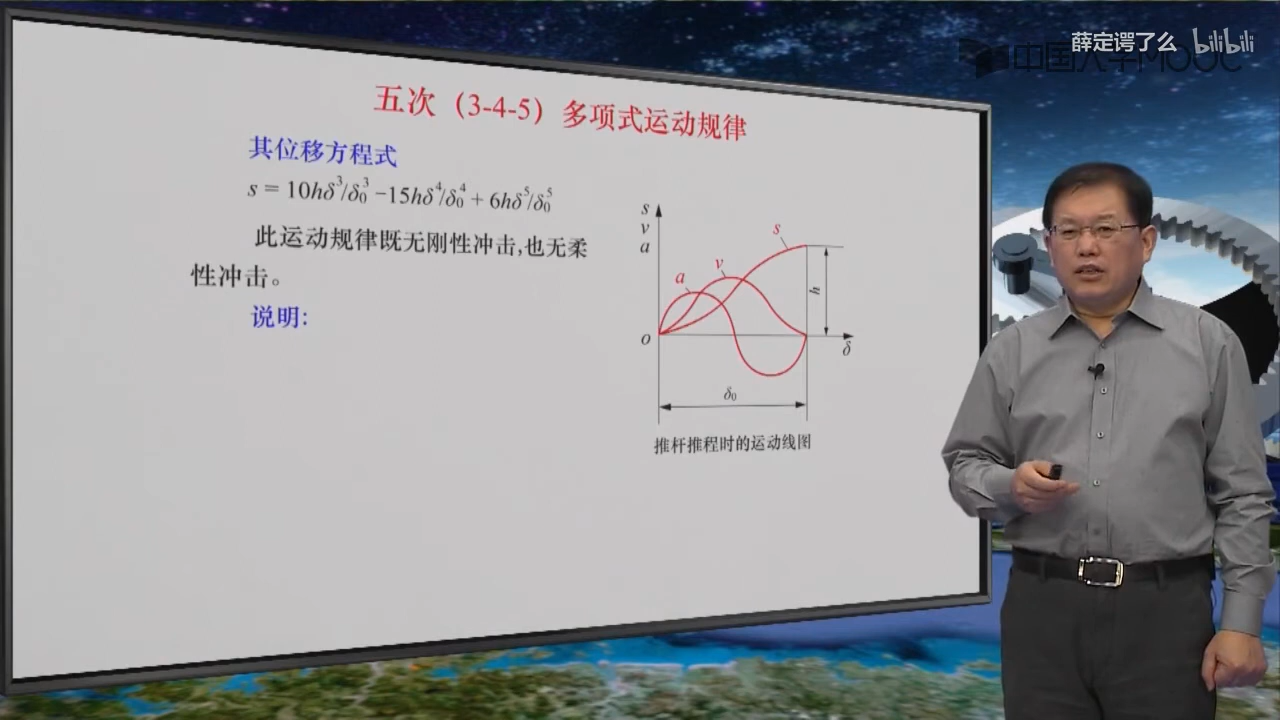 薛定谔了么 bilibili
中国大学MOOC
五次（3-4-5）多项式运动规律
其位移方程式
s = 10hδ³/δ₀³ −15hδ⁴/δ₀⁴ + 6hδ⁵/δ₀⁵
此运动规律既无刚性冲击,也无柔
性冲击。
说明:
s
v
a
s
v
a
h
o
δ
δ₀
推杆推程时的运动线图